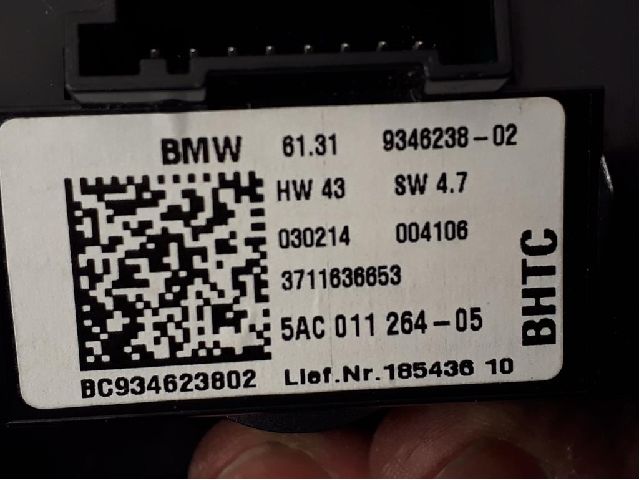 BMW 61.31 9346238-02
HW 43 SW 4.7
030214 004106
3711636653
5AC 011 264-05
BC934623802 Lief.Nr.185436 10
BHTC